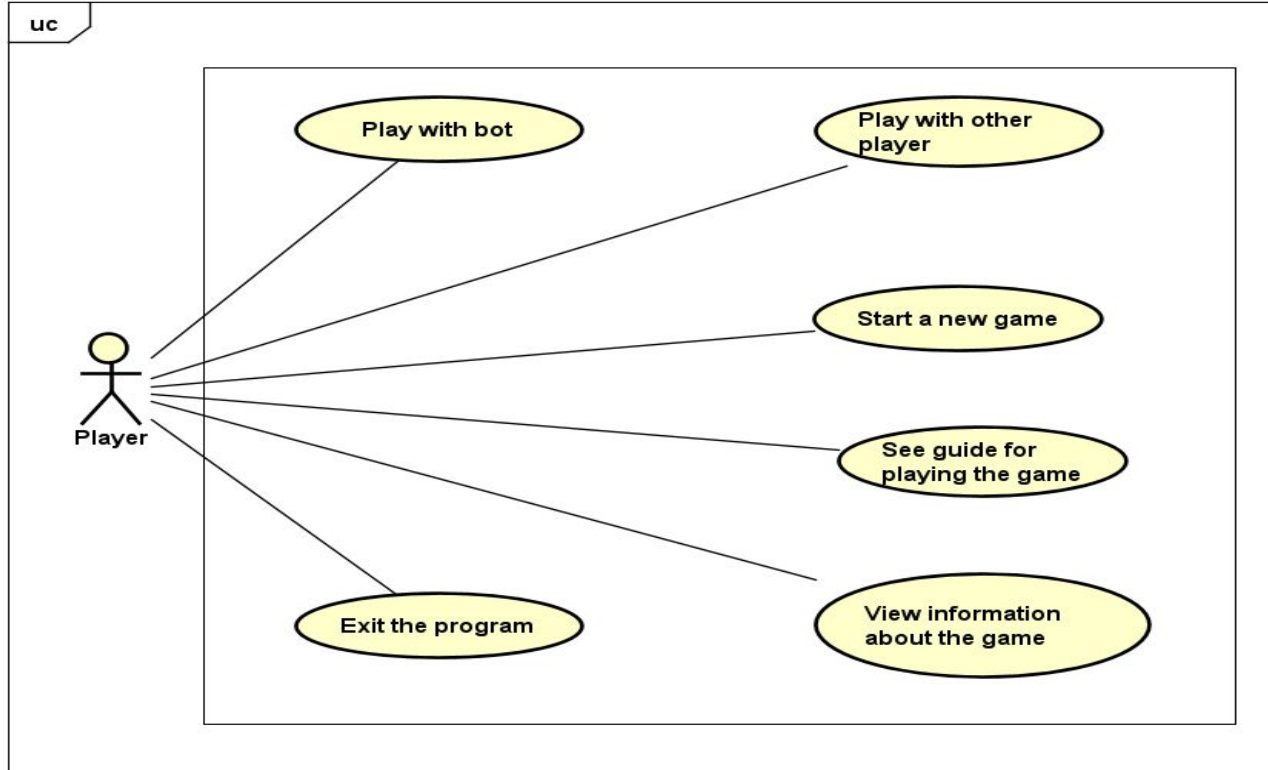 uc
Play with bot
Play with other
player
Start a new game
Player
See guide for
playing the game
Exit the program
View information
about the game